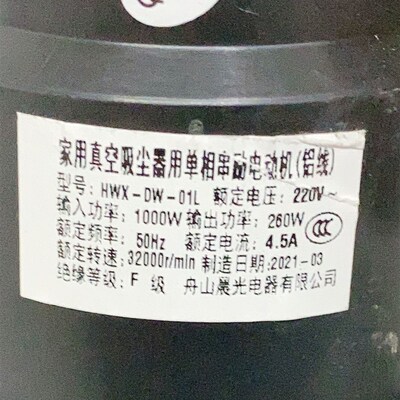 家用真空吸尘器用单相串励电动机(铝线)
型号: HWX-DW-01L 额定电压: 220V~
输入功率: 1000W 输出功率: 260W
额定频率: 50Hz 额定电流: 4.5A
额定转速: 32000r/min 制造日期: 2021-03
绝缘等级: F 级 舟山晨光电器有限公司